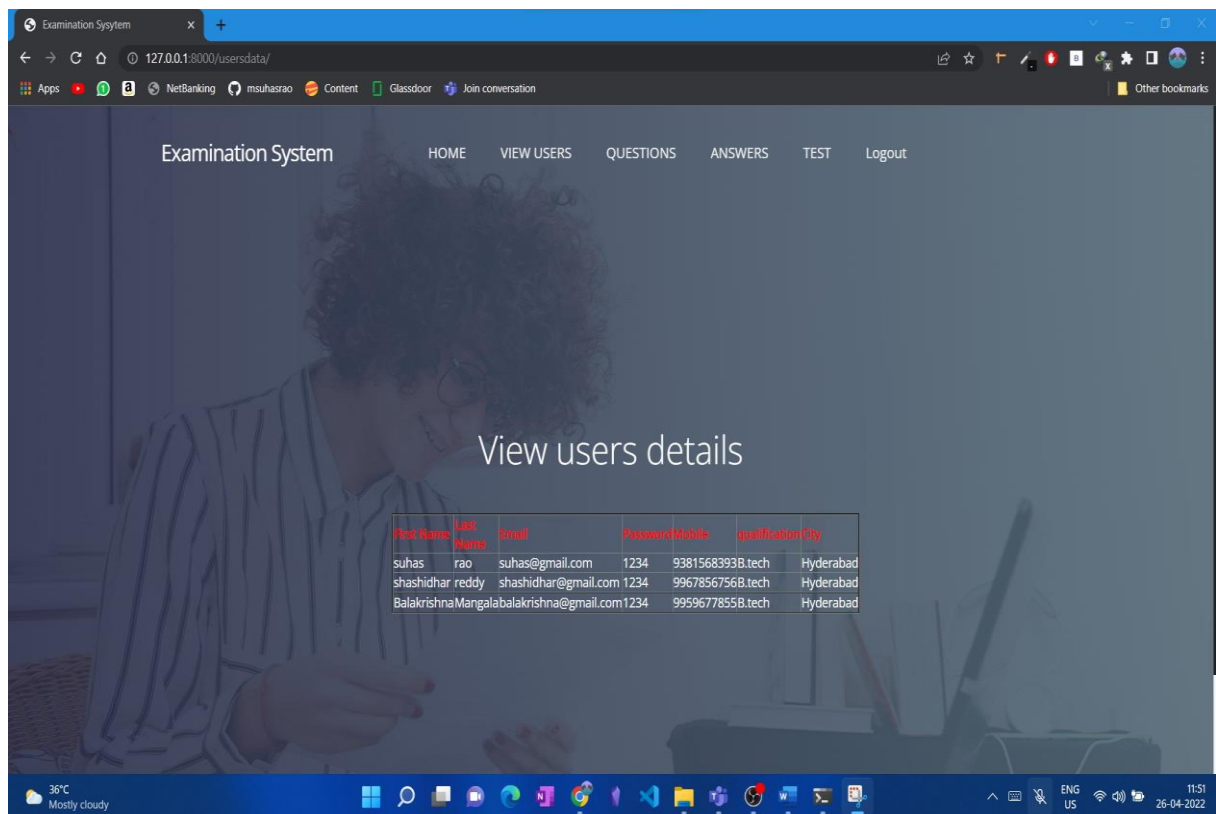 Examination Sysytem
127.0.0.1:8000/usersdata/
Apps NetBanking msuhasrao Content Glassdoor Join conversation Other bookmarks
Examination System HOME VIEW USERS QUESTIONS ANSWERS TEST Logout
View users details
First Name Last Name Email Password Mobile qualification City
suhas rao suhas@gmail.com 1234 9381568393 B.tech Hyderabad
shashidhar reddy shashidhar@gmail.com 1234 9967856756 B.tech Hyderabad
Balakrishna Mangala balakrishna@gmail.com 1234 9959677855 B.tech Hyderabad
36°C
Mostly cloudy
ENG
US
11:51
26-04-2022